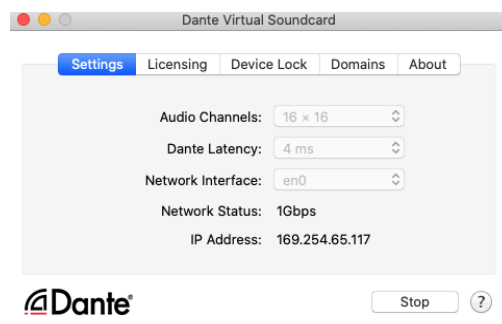 Dante Virtual Soundcard
Settings Licensing Device Lock Domains About
Audio Channels: 16 × 16
Dante Latency: 4 ms
Network Interface: en0
Network Status: 1Gbps
IP Address: 169.254.65.117
Dante® Stop ?